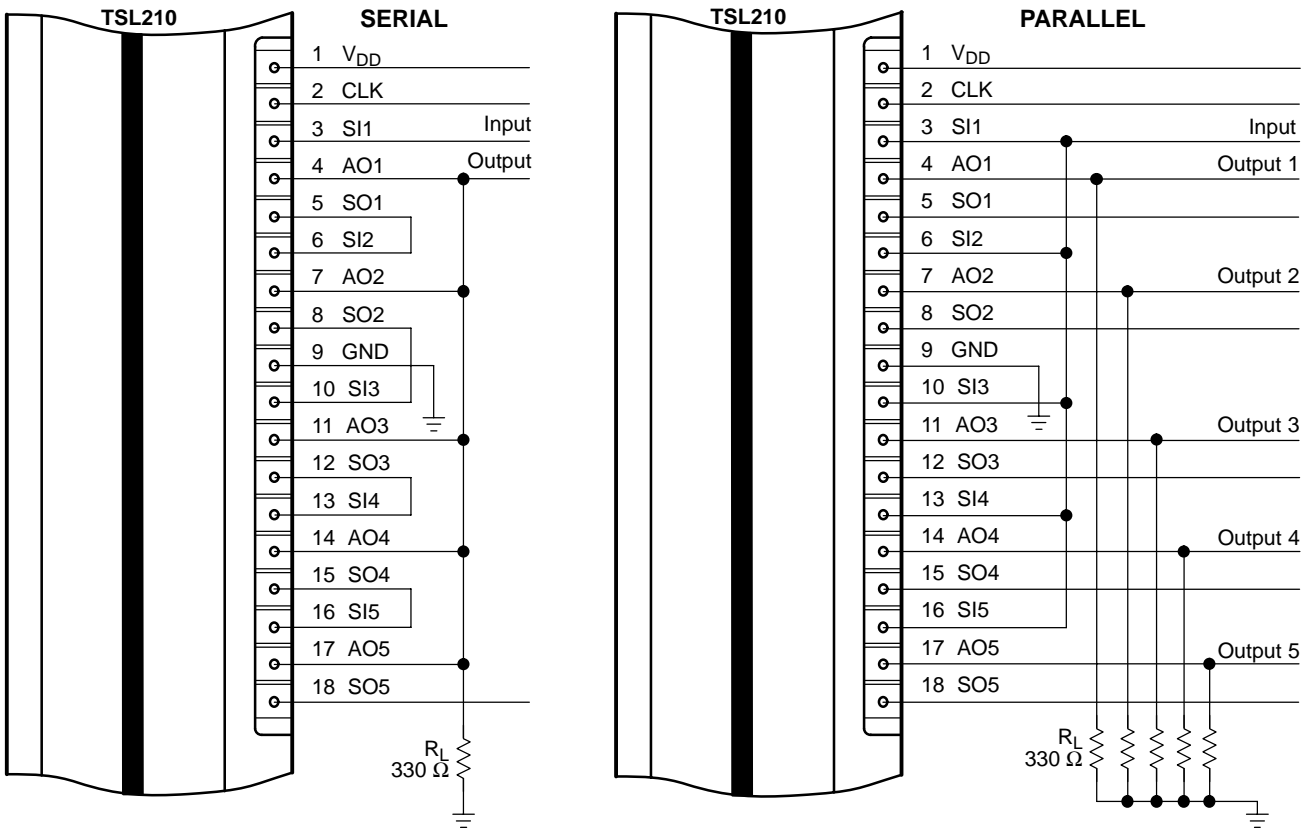 TSL210 SERIAL
1 VDD
2 CLK
3 SI1 Input
4 AO1 Output
5 SO1
6 SI2
7 AO2
8 SO2
9 GND
10 SI3
11 AO3
12 SO3
13 SI4
14 AO4
15 SO4
16 SI5
17 AO5
18 SO5
RL
330 Ω
TSL210 PARALLEL
1 VDD
2 CLK
3 SI1 Input
4 AO1 Output 1
5 SO1
6 SI2
7 AO2 Output 2
8 SO2
9 GND
10 SI3
11 AO3 Output 3
12 SO3
13 SI4
14 AO4 Output 4
15 SO4
16 SI5
17 AO5 Output 5
18 SO5
RL
330 Ω